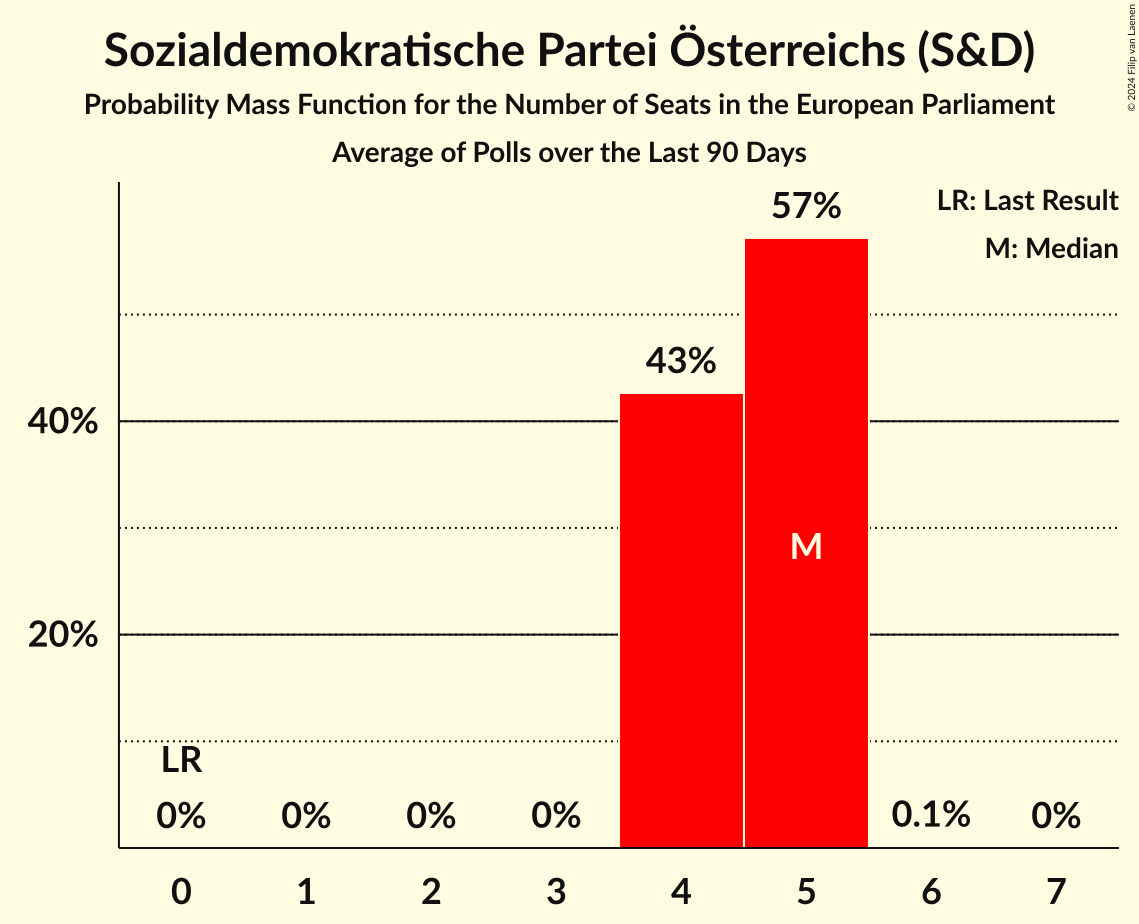 Sozialdemokratische Partei Österreichs (S&D)
Probability Mass Function for the Number of Seats in the European Parliament
Average of Polls over the Last 90 Days
© 2024 Filip van Laenen
LR: Last Result
M: Median
57%
43%
40%
M
20%
LR
0% 0% 0% 0% 0.1% 0%
0 1 2 3 4 5 6 7